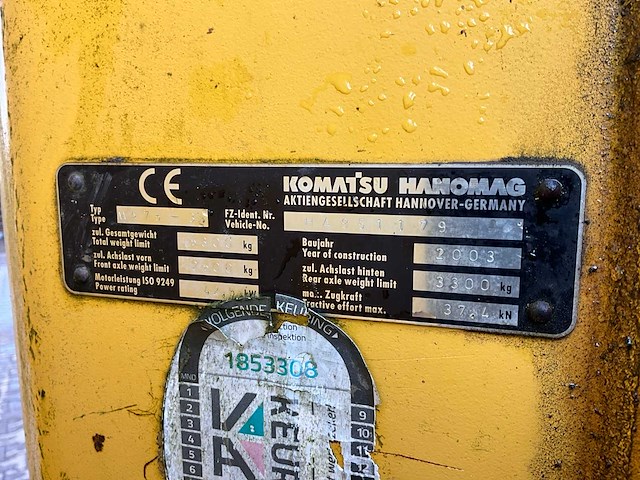 CE
KOMATSU HANOMAG
AKTIENGESELLSCHAFT HANNOVER-GERMANY
Typ
Type
FZ-Ident. Nr.
Vehicle-No.
zul. Gesamtgewicht
Total weight limit
kg
Baujahr
Year of construction
2003
zul. Achslast vorn
Front axle weight limit
kg
zul. Achslast hinten
Rear axle weight limit
3300 kg
Motorleistung ISO 9249
Power rating
kW
Zugkraft
effort max.
kN
VOLGENDE KEURING
1853308
MND
1
2
3
4
5
6
9
10